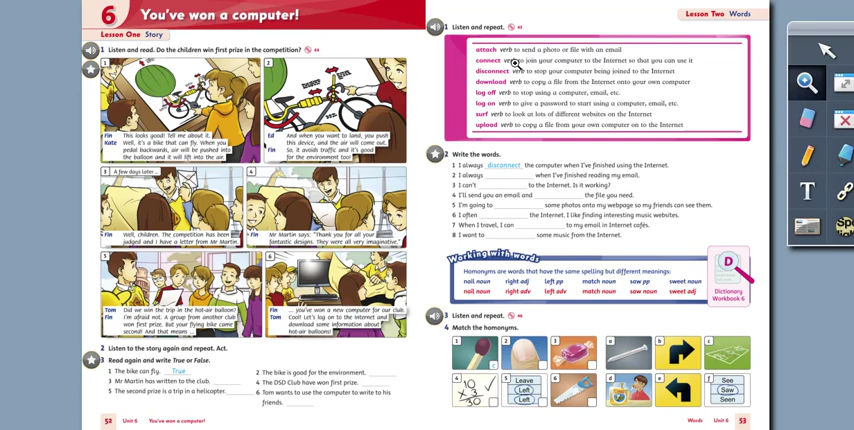 6 You've won a computer!
Lesson One Story
1 Listen and read. Do the children win first prize in the competition? 44
1
Fin This looks good! Tell me about it.
Kate Well, it's a bike that can fly. When you
pedal backwards, air will be pushed into
the balloon and it will lift into the air.
2
Ed And when you want to land, you push
this device, and the air will come out.
Fin So, it avoids traffic and it's good
for the environment too!
3 A few days later ...
Fin Well, children. The competition has been
judged and I have a letter from Mr Martin.
4
Fin Mr Martin says: "Thank you for all your
fantastic designs. They were all very imaginative."
5
Tom Did we win the trip in the hot-air balloon?
Fin I'm afraid not. A group from another club
won first prize. But your flying bike came
second! And that means ...
6
Fin ... you've won a new computer for our club.
Tom Cool! Let's log on to the Internet and
download some information about
hot-air balloons!
2 Listen to the story again and repeat. Act.
3 Read again and write True or False.
1 The bike can fly. True
2 The bike is good for the environment.
3 Mr Martin has written to the club.
4 The DSD Club have won first prize.
5 The second prize is a trip in a helicopter.
6 Tom wants to use the computer to write to his
friends.
52 Unit 6 You've won a computer!
Lesson Two Words
1 Listen and repeat. 45
attach verb to send a photo or file with an email
connect verb to join your computer to the Internet so that you can use it
disconnect verb to stop your computer being joined to the Internet
download verb to copy a file from the Internet onto your own computer
log off verb to stop using a computer, email, etc.
log on verb to give a password to start using a computer, email, etc.
surf verb to look at lots of different websites on the Internet
upload verb to copy a file from your own computer on to the Internet
2 Write the words.
1 I always disconnect the computer when I've finished using the Internet.
2 I always when I've finished reading my email.
3 I can't to the Internet. Is it working?
4 I'll send you an email and the file you need.
5 I'm going to some photos onto my webpage so my friends can see them.
6 I often the Internet. I like finding interesting music websites.
7 When I travel, I can to my email in Internet cafés.
8 I want to some music from the Internet.
Working with words
Homonyms are words that have the same spelling but different meanings:
nail noun right adj left pp match noun saw pp sweet noun
nail noun right adv left adv match noun saw noun sweet adj
D
Dictionary
Workbook 6
3 Listen and repeat. 46
4 Match the homonyms.
1 c
2
3
a
b
c
4 10 x 3 30
5 Leave
Left
Left
6
d
e
f See
Saw
Seen
Words Unit 6 53
T